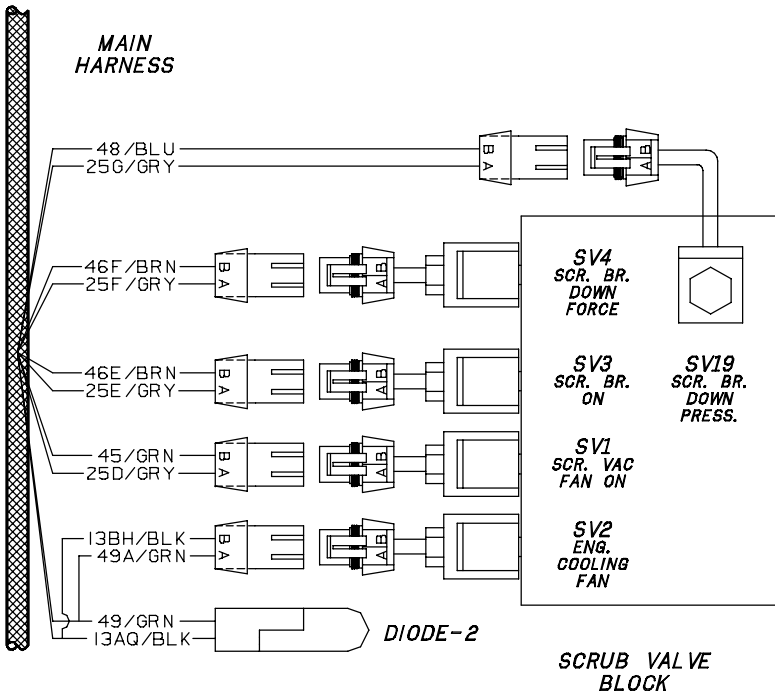 MAIN
HARNESS
48/BLU
25G/GRY
B
A
B
A
46F/BRN
25F/GRY
B
A
B
A
SV4
SCR. BR.
DOWN
FORCE
46E/BRN
25E/GRY
B
A
B
A
SV3
SCR. BR.
ON
SV19
SCR. BR.
DOWN
PRESS.
45/GRN
25D/GRY
B
A
B
A
SV1
SCR. VAC
FAN ON
13BH/BLK
49A/GRN
B
A
B
A
SV2
ENG.
COOLING
FAN
49/GRN
13AQ/BLK
DIODE-2
SCRUB VALVE
BLOCK